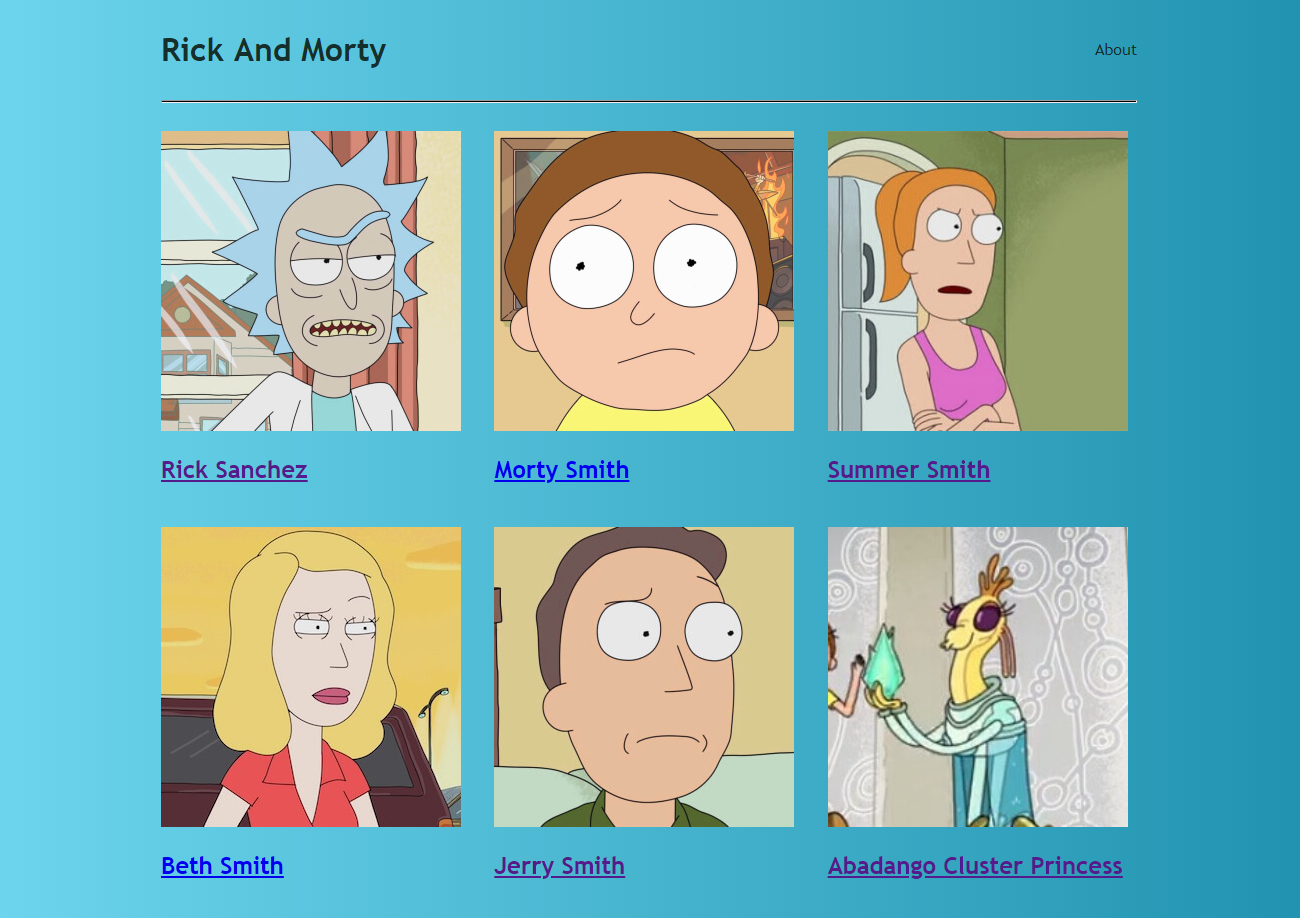 Rick And Morty
About
Rick Sanchez
Morty Smith
Summer Smith
Beth Smith
Jerry Smith
Abadango Cluster Princess